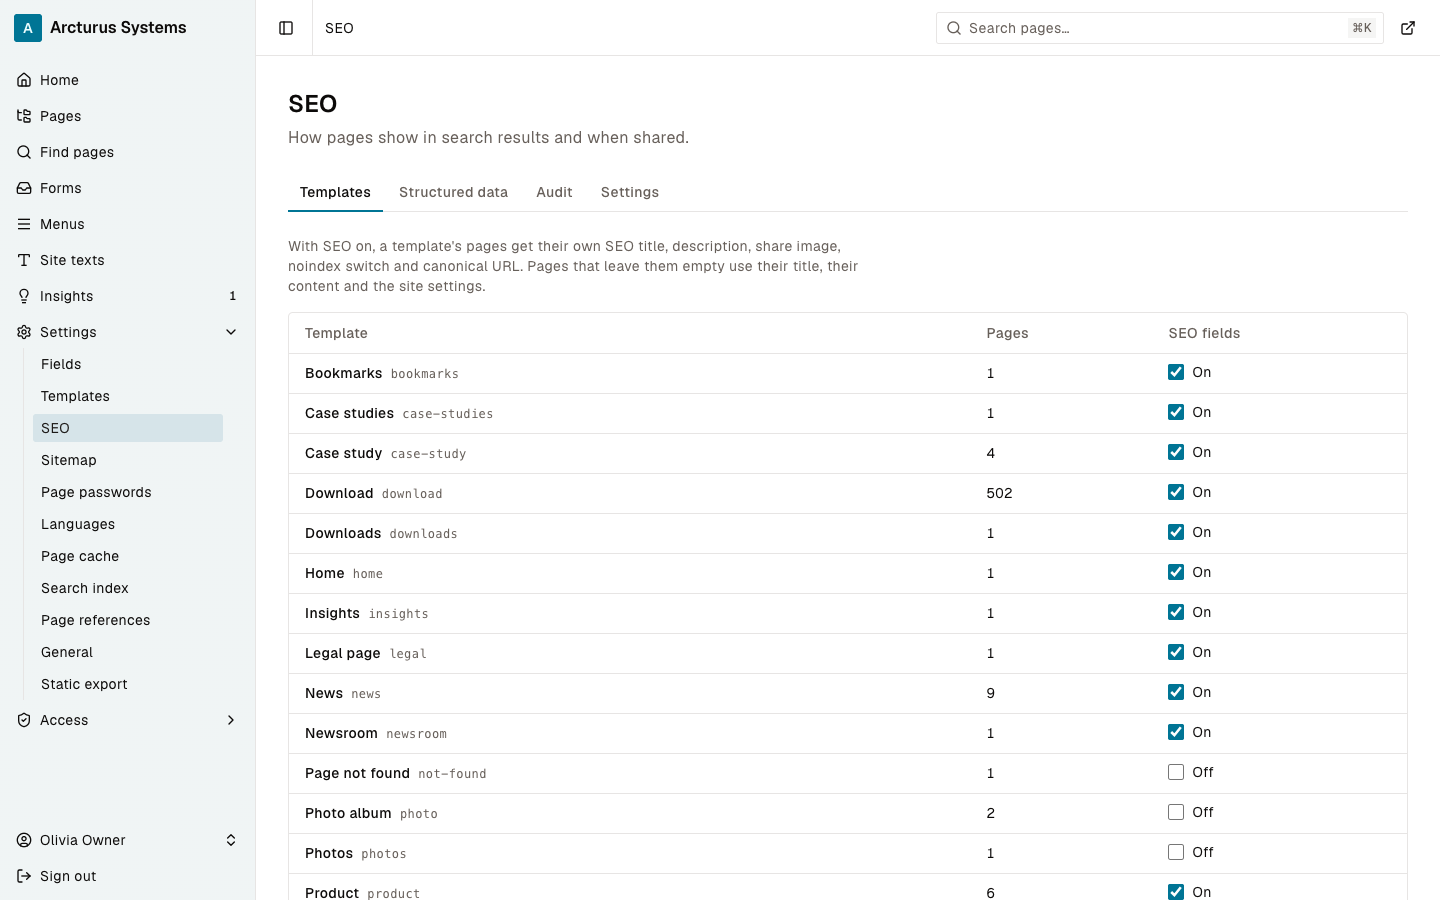 A Arcturus Systems
SEO
Search pages…
⌘K
Home
Pages
Find pages
Forms
Menus
Site texts
Insights 1
Settings
Fields
Templates
SEO
Sitemap
Page passwords
Languages
Page cache
Search index
Page references
General
Static export
Access
Olivia Owner
Sign out
SEO
How pages show in search results and when shared.
Templates Structured data Audit Settings
With SEO on, a template's pages get their own SEO title, description, share image,
noindex switch and canonical URL. Pages that leave them empty use their title, their
content and the site settings.
Template Pages SEO fields
Bookmarks bookmarks 1 On
Case studies case-studies 1 On
Case study case-study 4 On
Download download 502 On
Downloads downloads 1 On
Home home 1 On
Insights insights 1 On
Legal page legal 1 On
News news 9 On
Newsroom newsroom 1 On
Page not found not-found 1 Off
Photo album photo 2 Off
Photos photos 1 Off
Product product 6 On